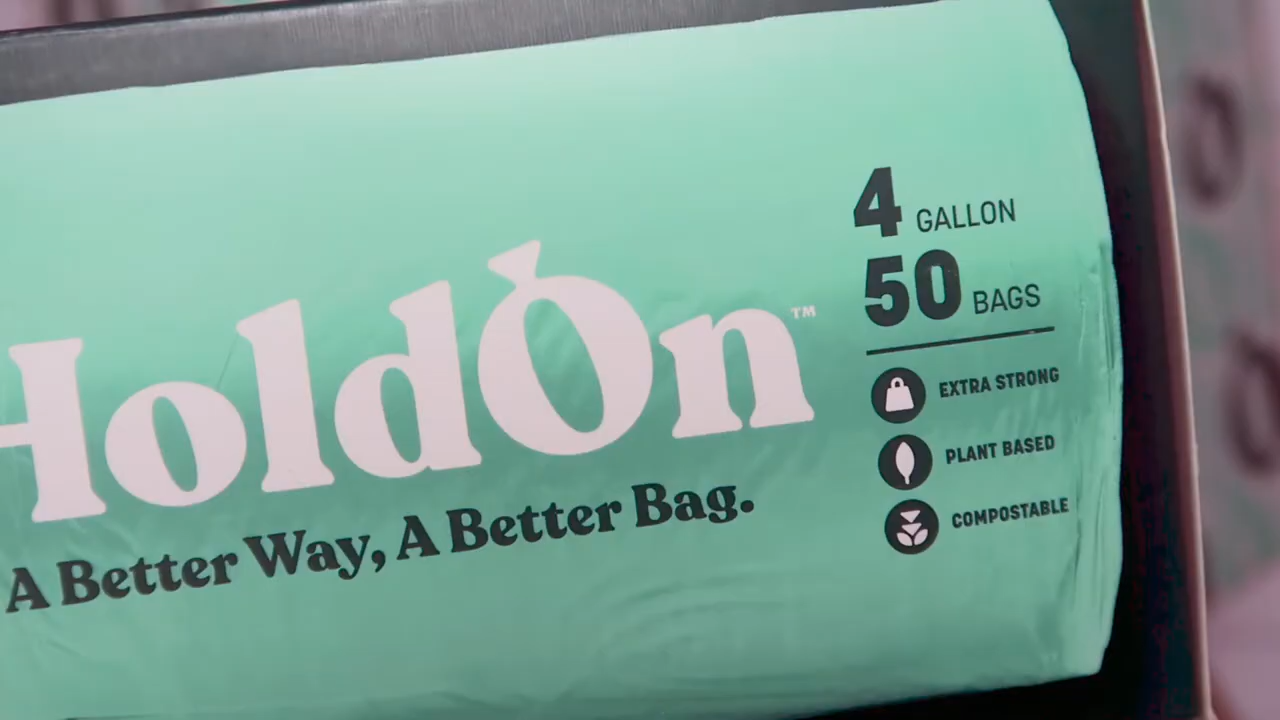 HoldOn™
A Better Way, A Better Bag.
4 GALLON
50 BAGS
EXTRA STRONG
PLANT BASED
COMPOSTABLE